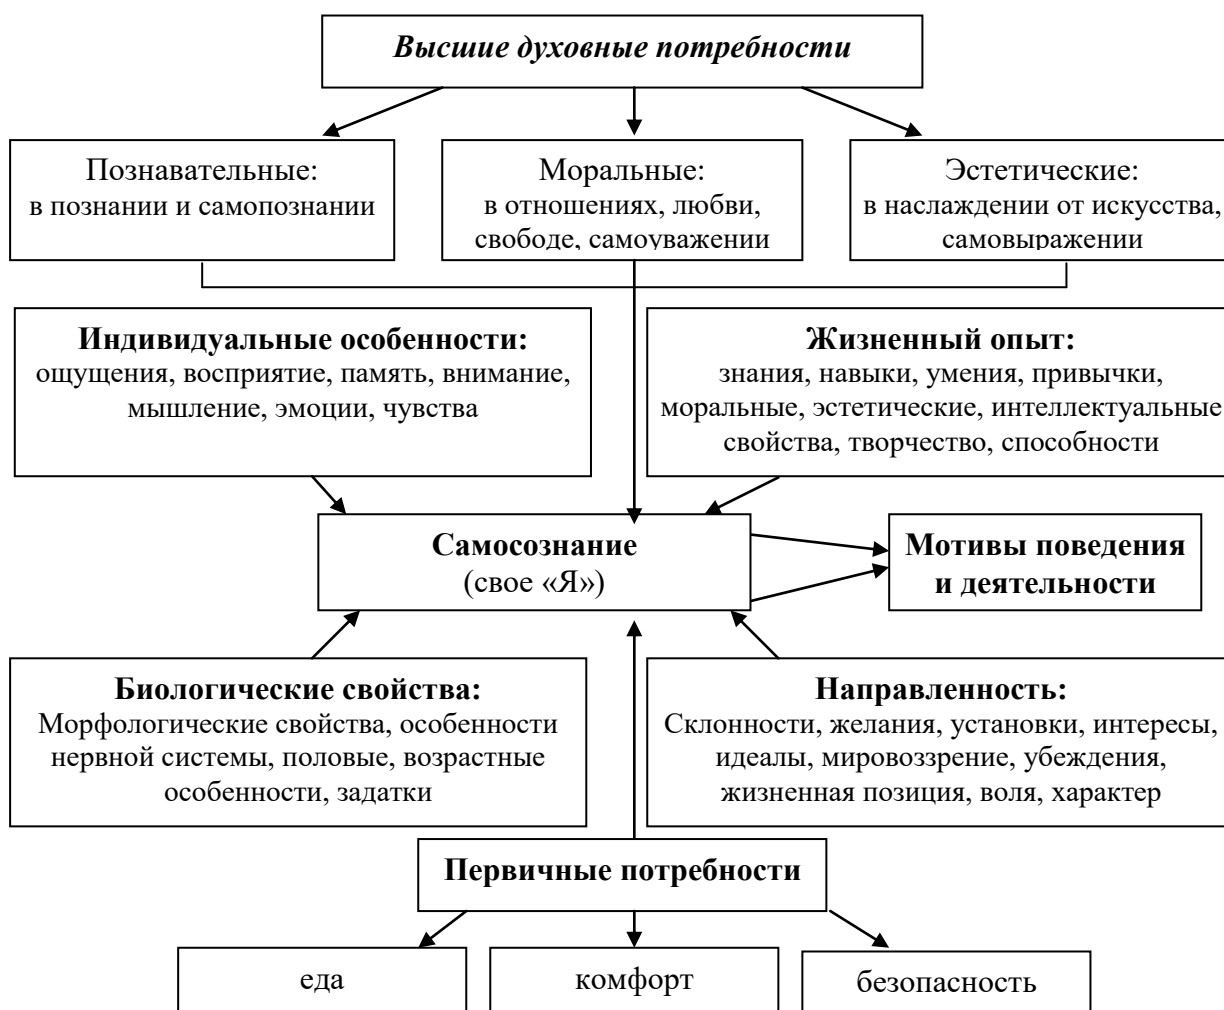 Высшие духовные потребности
Познавательные:
в познании и самопознании
Моральные:
в отношениях, любви,
свободе, самоуважении
Эстетические:
в наслаждении от искусства,
самовыражении
Индивидуальные особенности:
ощущения, восприятие, память, внимание,
мышление, эмоции, чувства
Жизненный опыт:
знания, навыки, умения, привычки,
моральные, эстетические, интеллектуальные
свойства, творчество, способности
Самосознание
(свое «Я»)
Мотивы поведения
и деятельности
Биологические свойства:
Морфологические свойства, особенности
нервной системы, половые, возрастные
особенности, задатки
Направленность:
Склонности, желания, установки, интересы,
идеалы, мировоззрение, убеждения,
жизненная позиция, воля, характер
Первичные потребности
еда
комфорт
безопасность